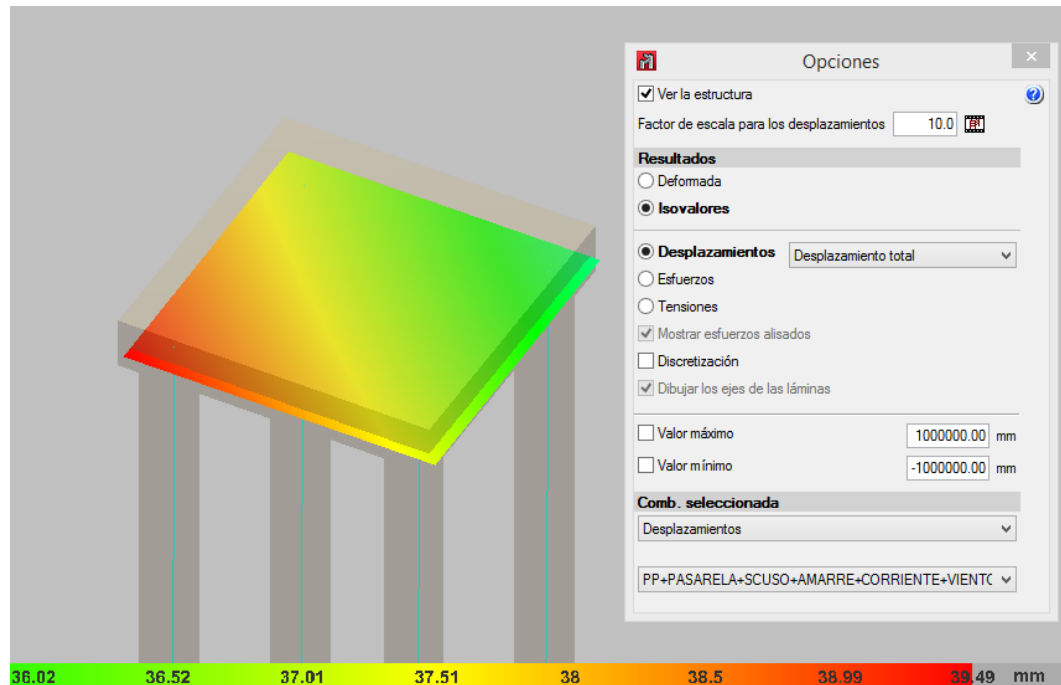 Opciones
Ver la estructura
Factor de escala para los desplazamientos 10.0
Resultados
Deformada
Isovalores
Desplazamientos Desplazamiento total
Esfuerzos
Tensiones
Mostrar esfuerzos alisados
Discretización
Dibujar los ejes de las láminas
Valor máximo 1000000.00 mm
Valor mínimo -1000000.00 mm
Comb. seleccionada
Desplazamientos
PP+PASARELA+SCUSO+AMARRE+CORRIENTE+VIENTO
36.02 36.52 37.01 37.51 38 38.5 38.99 39.49 mm